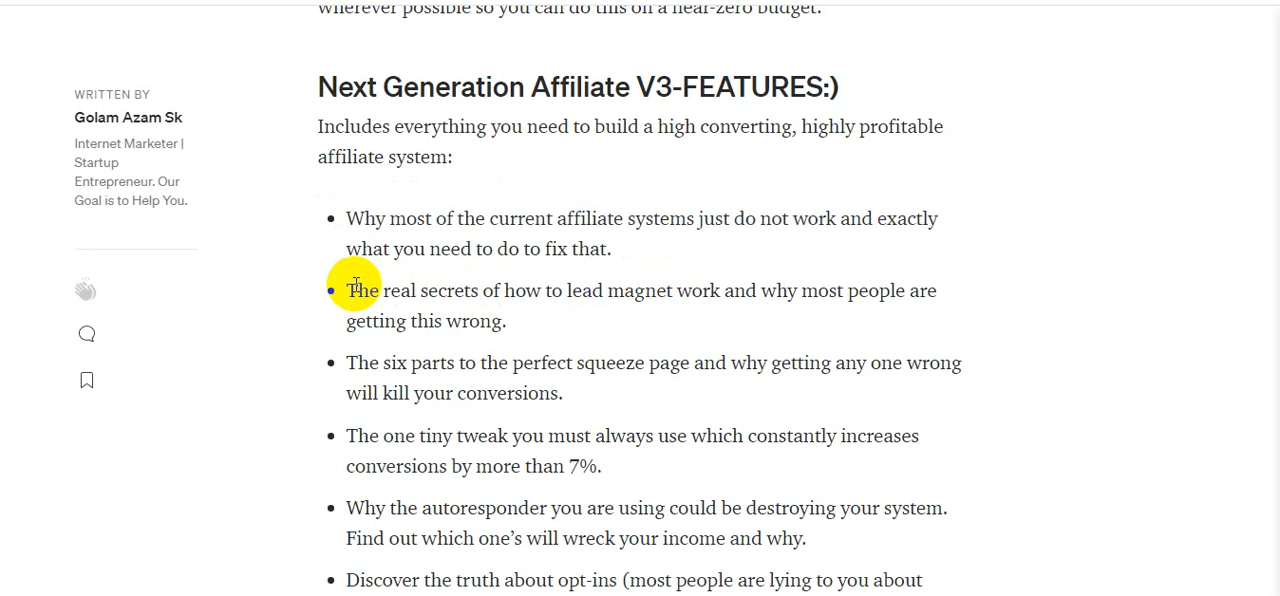 wherever possible so you can do this on a near-zero budget.
WRITTEN BY
Golam Azam Sk
Internet Marketer |
Startup
Entrepreneur. Our
Goal is to Help You.
Next Generation Affiliate V3-FEATURES:)
Includes everything you need to build a high converting, highly profitable
affiliate system:
• Why most of the current affiliate systems just do not work and exactly
what you need to do to fix that.
• The real secrets of how to lead magnet work and why most people are
getting this wrong.
• The six parts to the perfect squeeze page and why getting any one wrong
will kill your conversions.
• The one tiny tweak you must always use which constantly increases
conversions by more than 7%.
• Why the autoresponder you are using could be destroying your system.
Find out which one’s will wreck your income and why.
• Discover the truth about opt-ins (most people are lying to you about